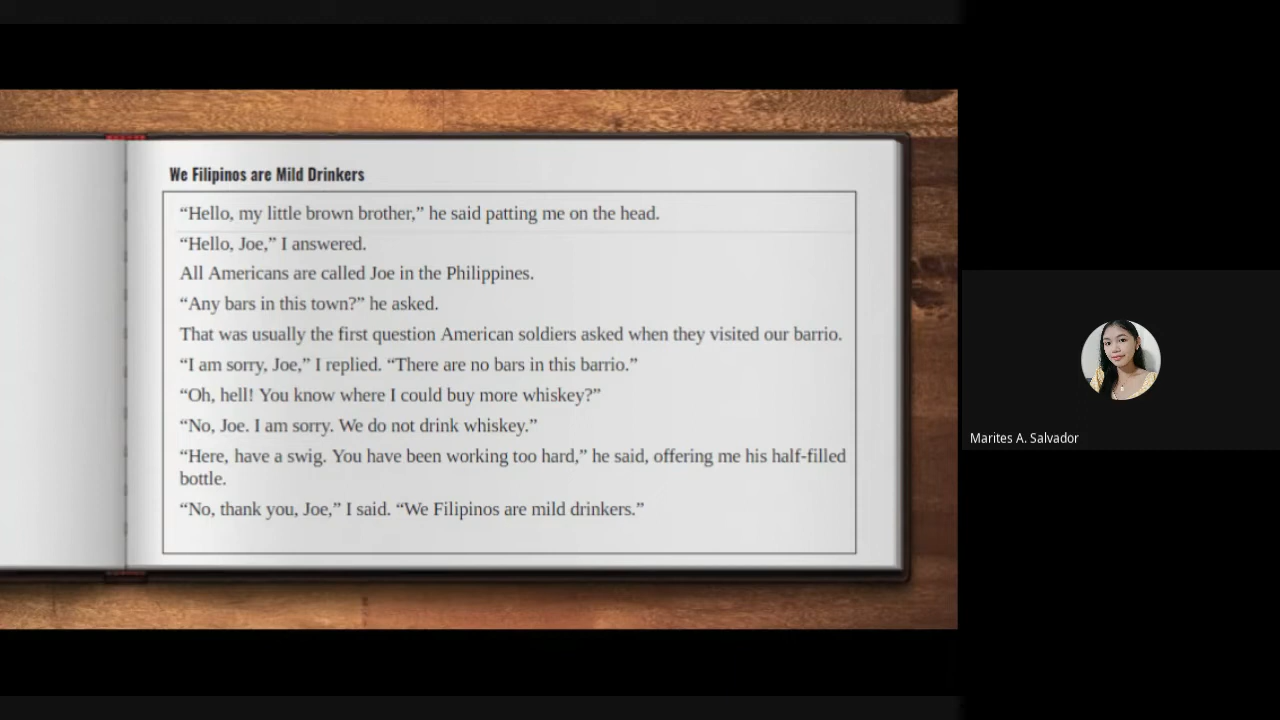 We Filipinos are Mild Drinkers
“Hello, my little brown brother,” he said patting me on the head.
“Hello, Joe,” I answered.
All Americans are called Joe in the Philippines.
“Any bars in this town?” he asked.
That was usually the first question American soldiers asked when they visited our barrio.
“I am sorry, Joe,” I replied. “There are no bars in this barrio.”
“Oh, hell! You know where I could buy more whiskey?”
“No, Joe. I am sorry. We do not drink whiskey.”
“Here, have a swig. You have been working too hard,” he said, offering me his half-filled
bottle.
“No, thank you, Joe,” I said. “We Filipinos are mild drinkers.”
Marites A. Salvador